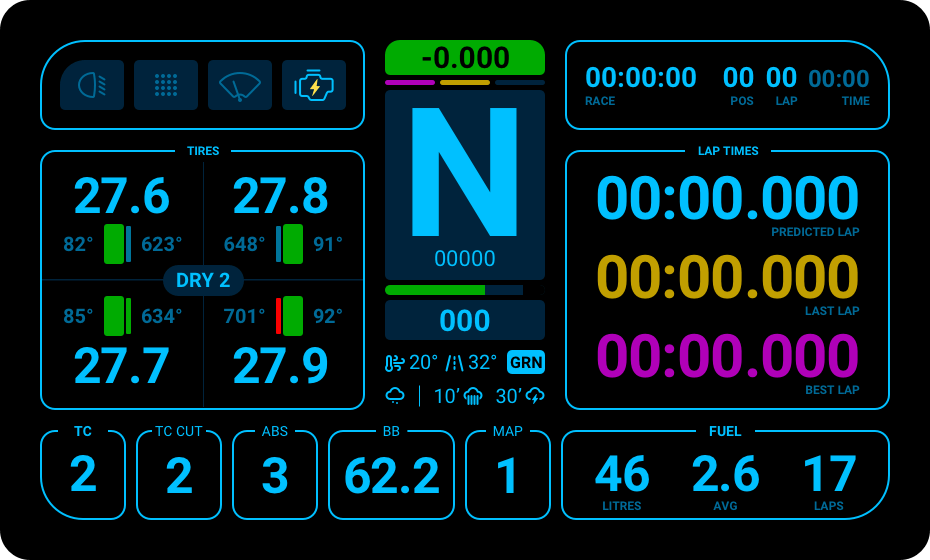 -0.000
00:00:00 00 00 00:00
RACE POS LAP TIME
N
00000
000
20° 32° GRN
10′ 30′
TIRES
27.6 27.8
82° 623° 648° 91°
DRY 2
85° 634° 701° 92°
27.7 27.9
LAP TIMES
00:00.000
PREDICTED LAP
00:00.000
LAST LAP
00:00.000
BEST LAP
TC TC CUT ABS BB MAP FUEL
2 2 3 62.2 1 46 2.6 17
LITRES AVG LAPS